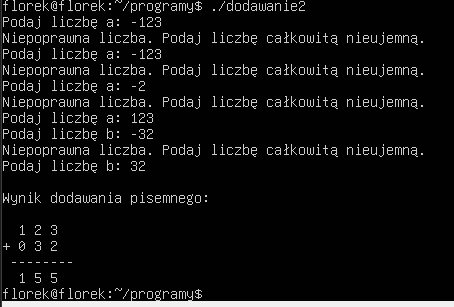 florek@florek:~/programy$ ./dodawanie2
Podaj liczbę a: -123
Niepoprawna liczba. Podaj liczbę całkowitą nieujemną.
Podaj liczbę a: -123
Niepoprawna liczba. Podaj liczbę całkowitą nieujemną.
Podaj liczbę a: -2
Niepoprawna liczba. Podaj liczbę całkowitą nieujemną.
Podaj liczbę a: 123
Podaj liczbę b: -32
Niepoprawna liczba. Podaj liczbę całkowitą nieujemną.
Podaj liczbę b: 32
Wynik dodawania pisemnego:
  1 2 3
+ 0 3 2
 --------
  1 5 5
florek@florek:~/programy$